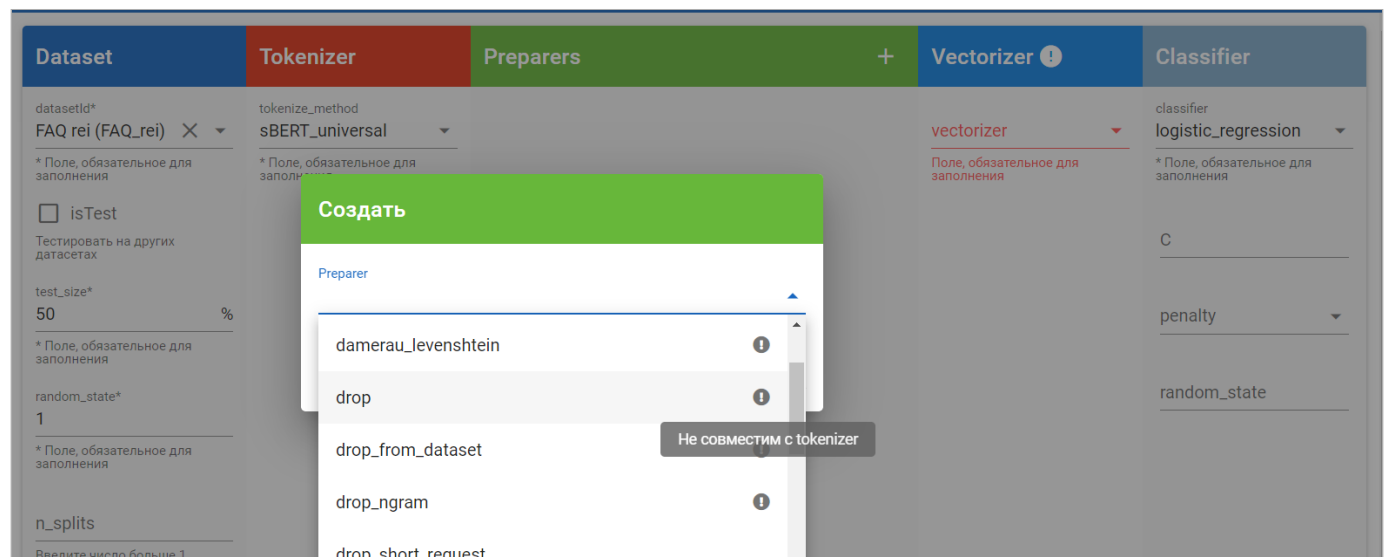 Dataset
Tokenizer
Preparers
+
Vectorizer
Classifier
datasetId*
FAQ rei (FAQ_rei)
* Поле, обязательное для
заполнения
isTest
Тестировать на других
датасетах
test_size*
50 %
* Поле, обязательное для
заполнения
random_state*
1
* Поле, обязательное для
заполнения
n_splits
Введите число больше 1
tokenize_method
sBERT_universal
* Поле, обязательное для
заполнения
Создать
Preparer
damerau_levenshtein
drop
Не совместим с tokenizer
drop_from_dataset
drop_ngram
drop_short_request
vectorizer
Поле, обязательное для
заполнения
classifier
logistic_regression
* Поле, обязательное для
заполнения
C
penalty
random_state